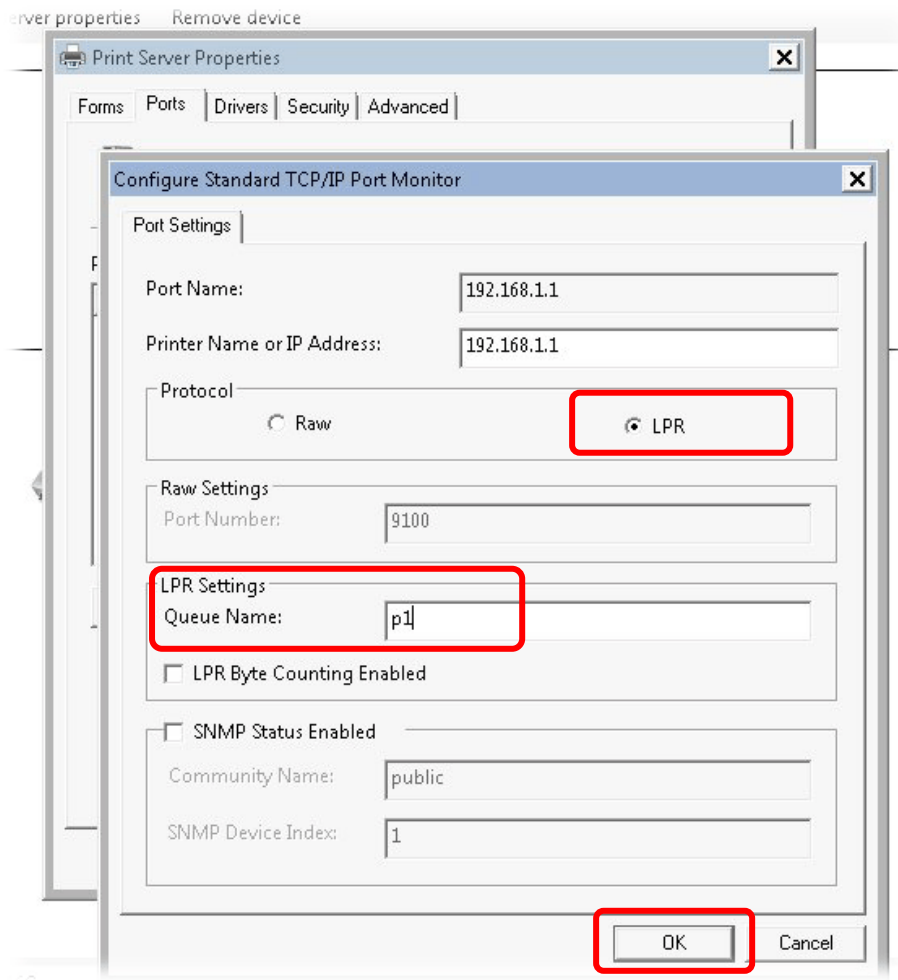 erver properties Remove device
Print Server Properties
Forms Ports Drivers Security Advanced
Configure Standard TCP/IP Port Monitor
Port Settings
Port Name: 192.168.1.1
Printer Name or IP Address: 192.168.1.1
Protocol
Raw LPR
Raw Settings
Port Number: 9100
LPR Settings
Queue Name: p1
LPR Byte Counting Enabled
SNMP Status Enabled
Community Name: public
SNMP Device Index: 1
OK Cancel